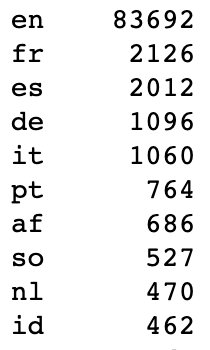 en 83692
fr 2126
es 2012
de 1096
it 1060
pt 764
af 686
so 527
nl 470
id 462